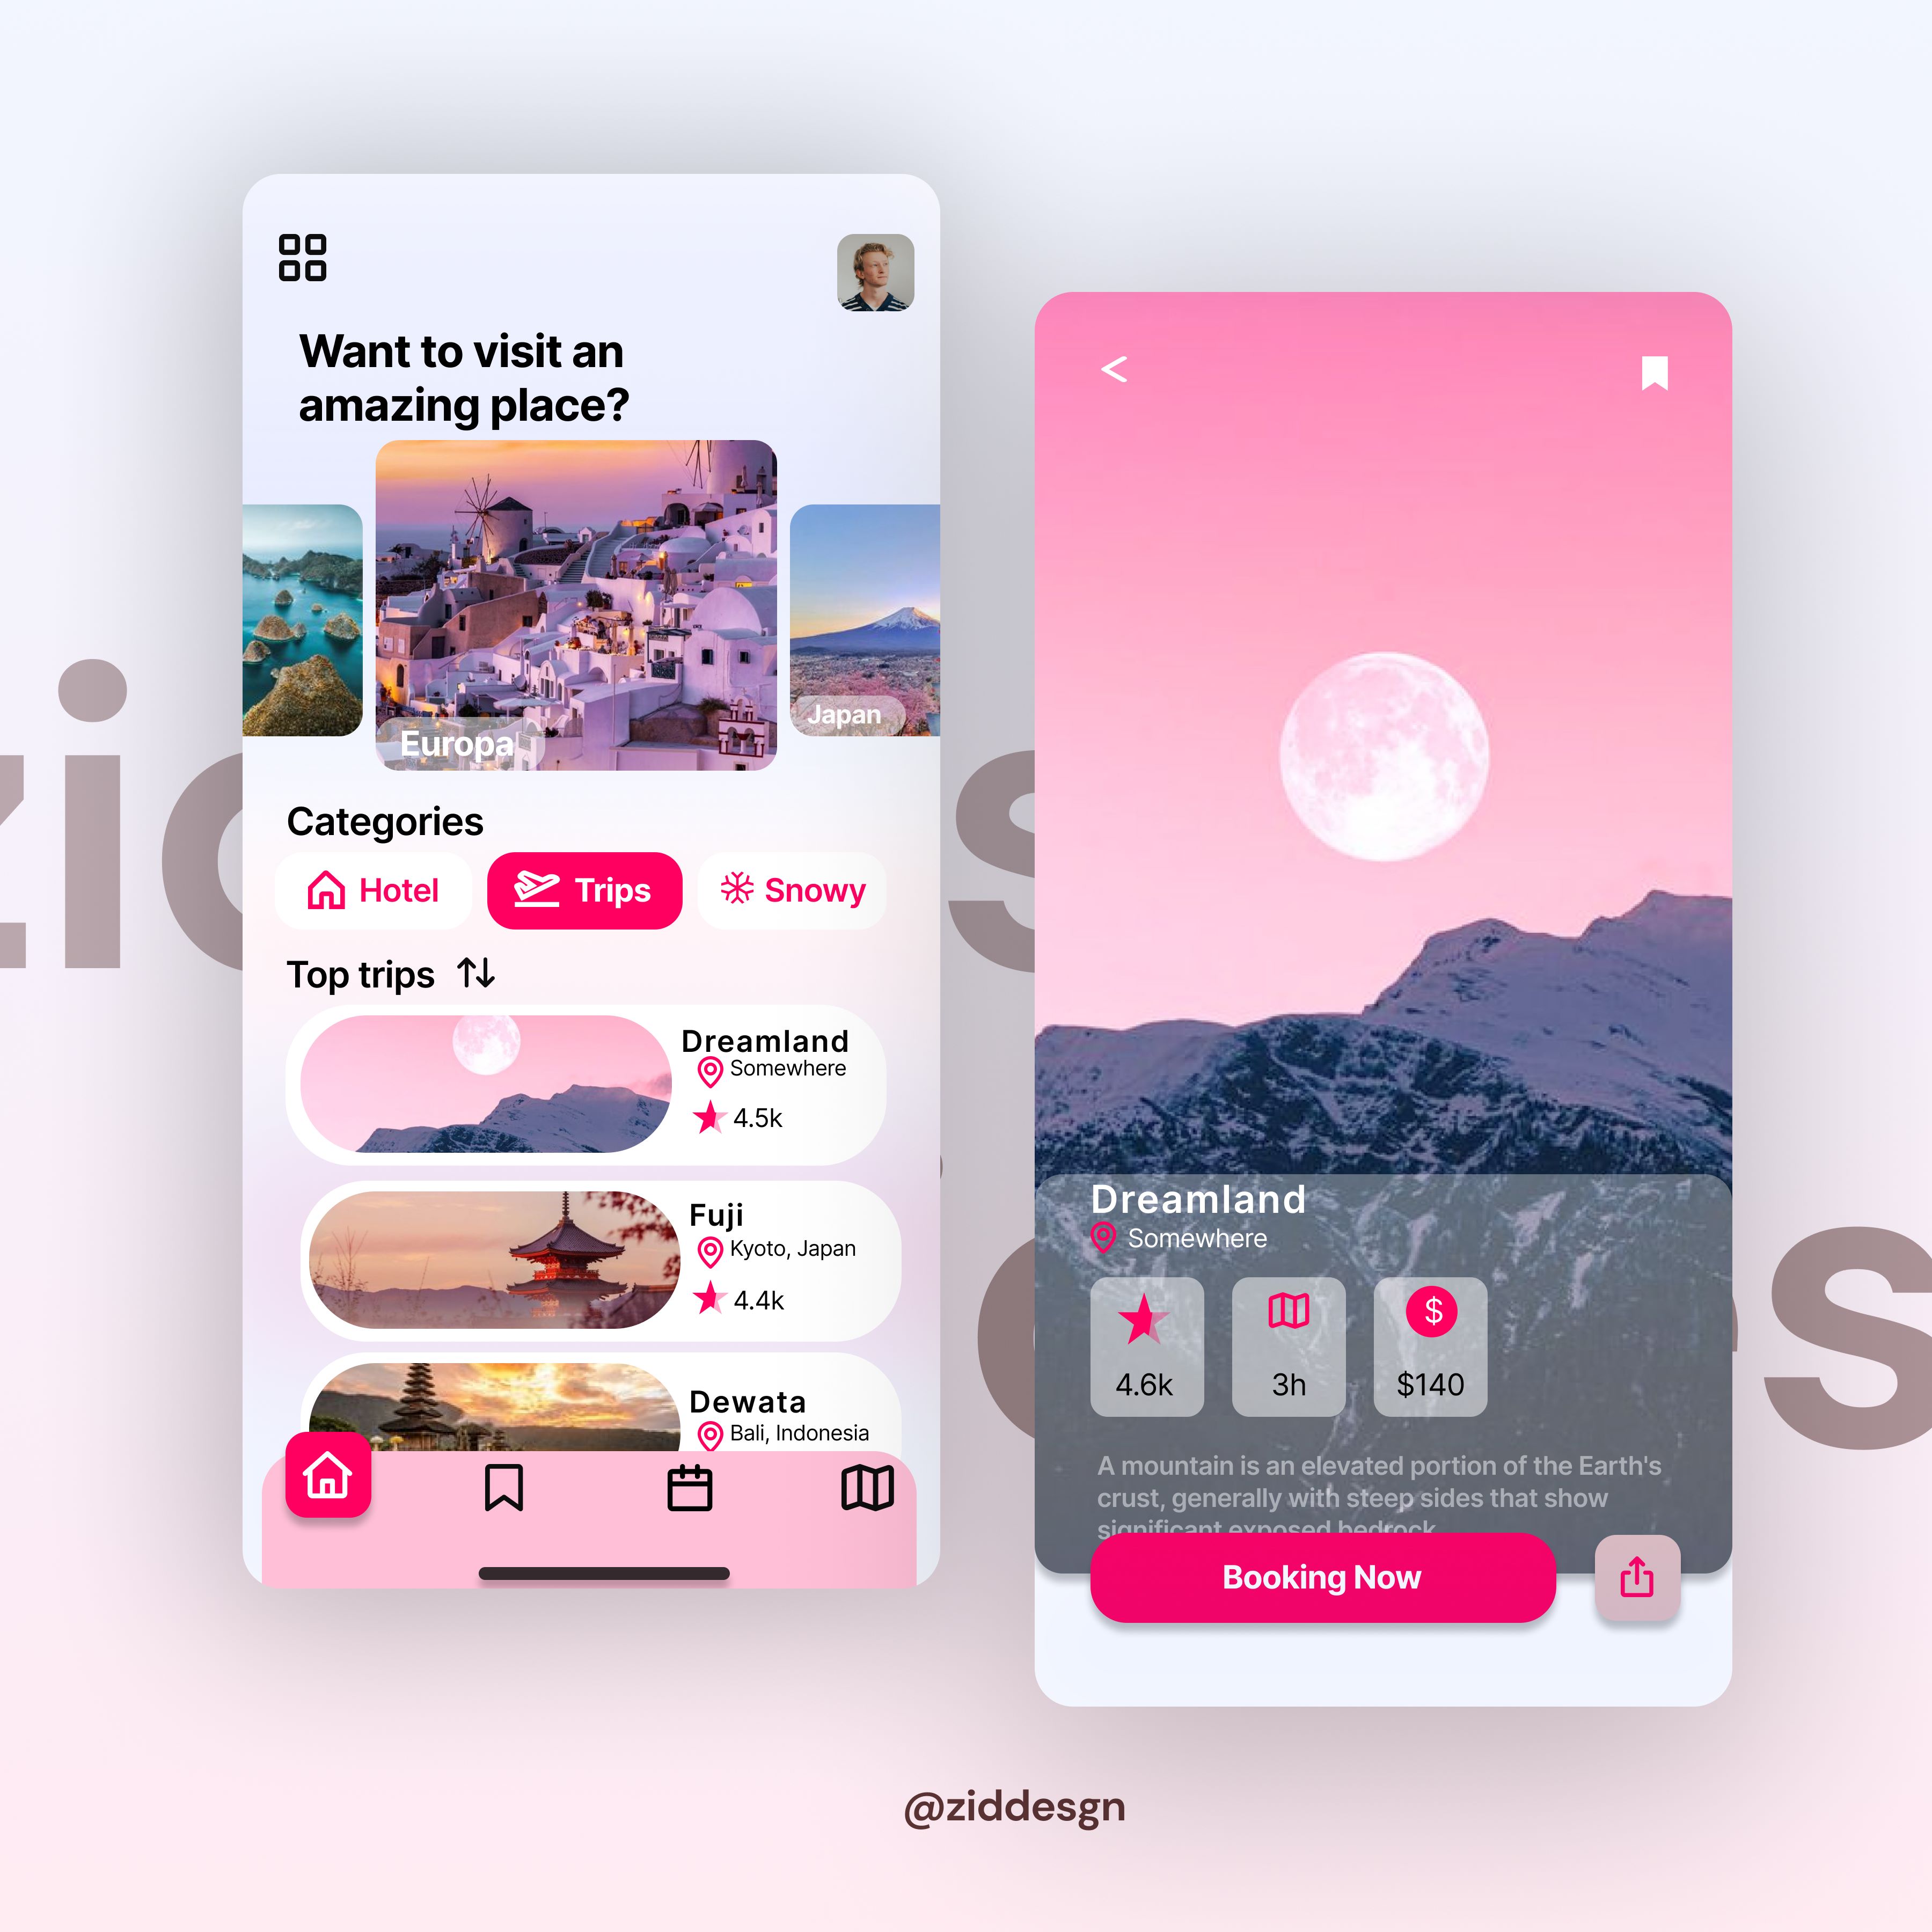 Want to visit an
amazing place?
Europa
Japan
Categories
Hotel
Trips
Snowy
Top trips
Dreamland
Somewhere
4.5k
Fuji
Kyoto, Japan
4.4k
Dewata
Bali, Indonesia
Dreamland
Somewhere
$
4.6k
3h
$140
A mountain is an elevated portion of the Earth's
crust, generally with steep sides that show
significant exposed bedrock.
Booking Now
@ziddesgn